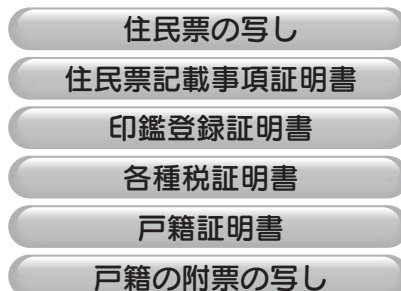 住民票の写し
住民票記載事項証明書
印鑑登録証明書
各種税証明書
戸籍証明書
戸籍の附票の写し